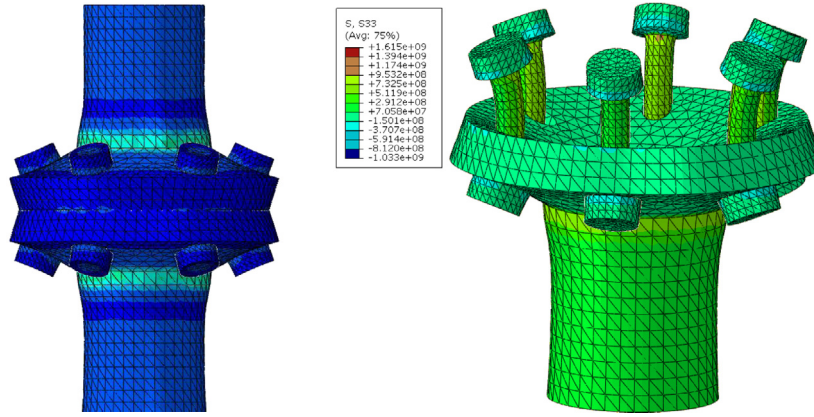 S, S33
(Avg: 75%)
+1.615e+09
+1.394e+09
+1.174e+09
+9.532e+08
+7.325e+08
+5.119e+08
+2.912e+08
+7.058e+07
-1.501e+08
-3.707e+08
-5.914e+08
-8.120e+08
-1.033e+09